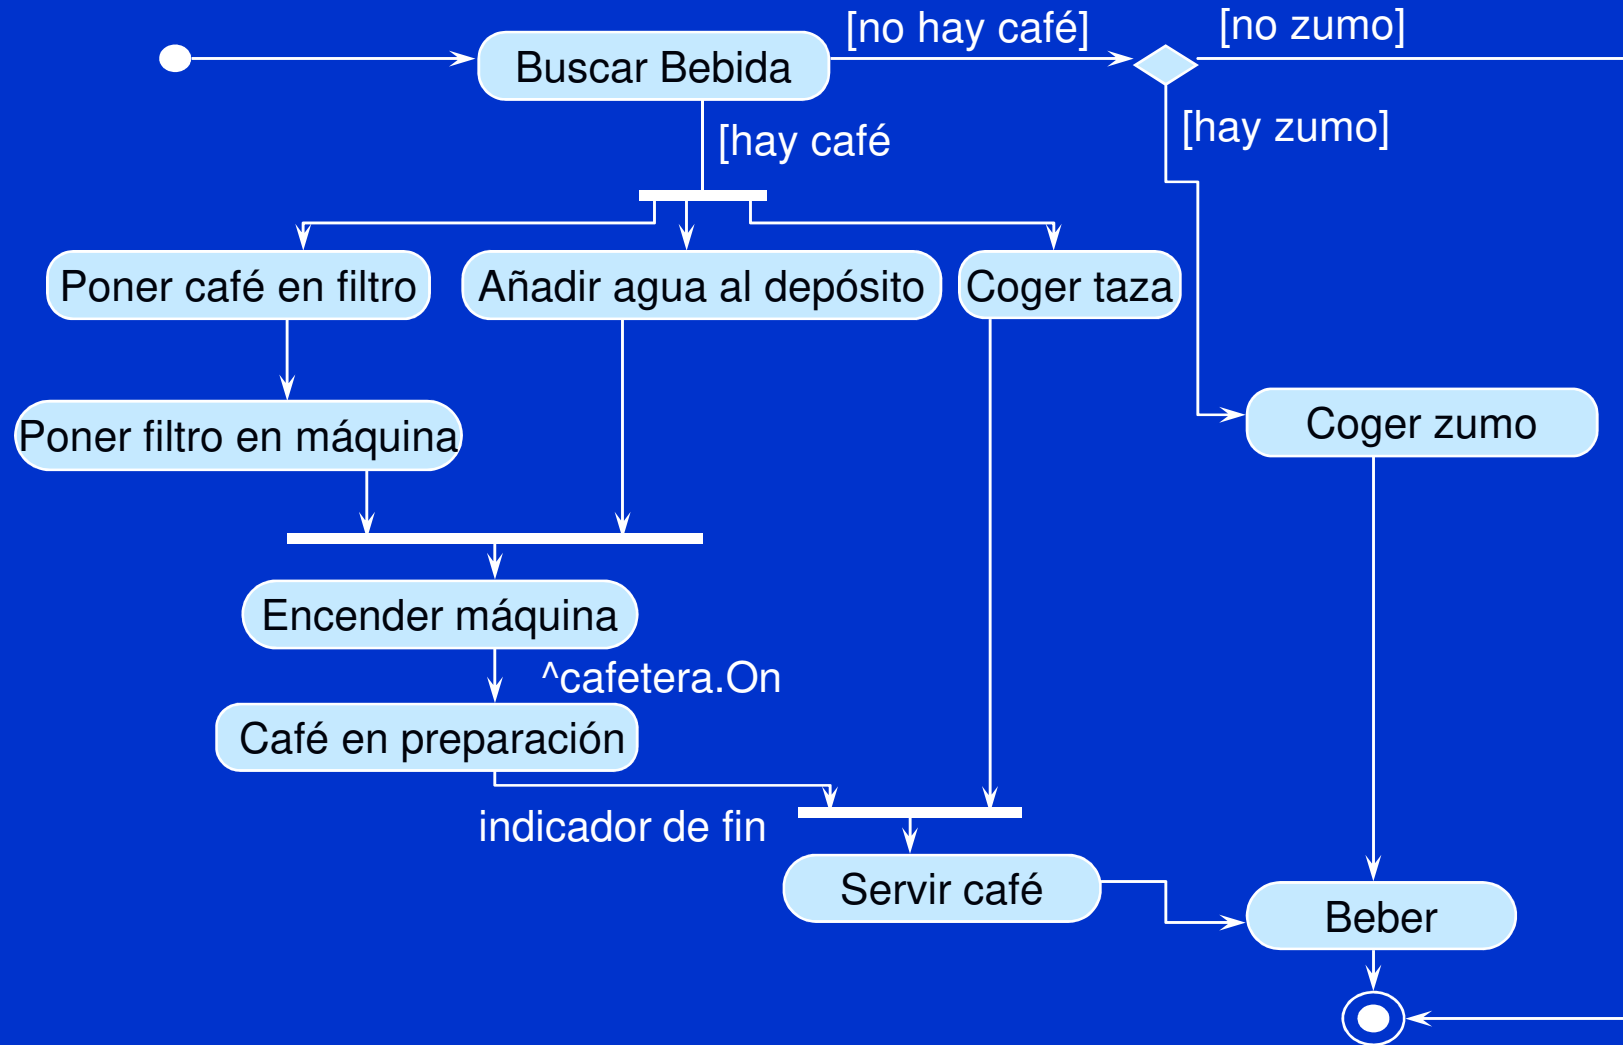 [no hay café]
[no zumo]
Buscar Bebida
[hay café
[hay zumo]
Poner café en filtro
Añadir agua al depósito
Coger taza
Poner filtro en máquina
Coger zumo
Encender máquina
^cafetera.On
Café en preparación
indicador de fin
Servir café
Beber